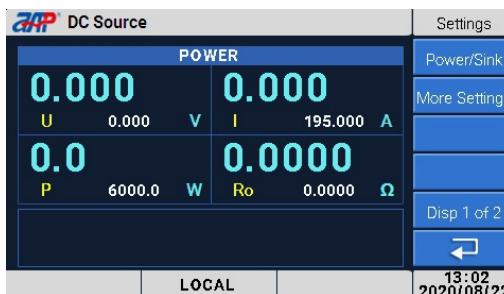 AAP DC Source
Settings
POWER
0.000
U 0.000 V
0.000
I 195.000 A
0.0
P 6000.0 W
0.0000
Ro 0.0000 Ω
Power/Sink
More Setting
Disp 1 of 2
LOCAL
13:02